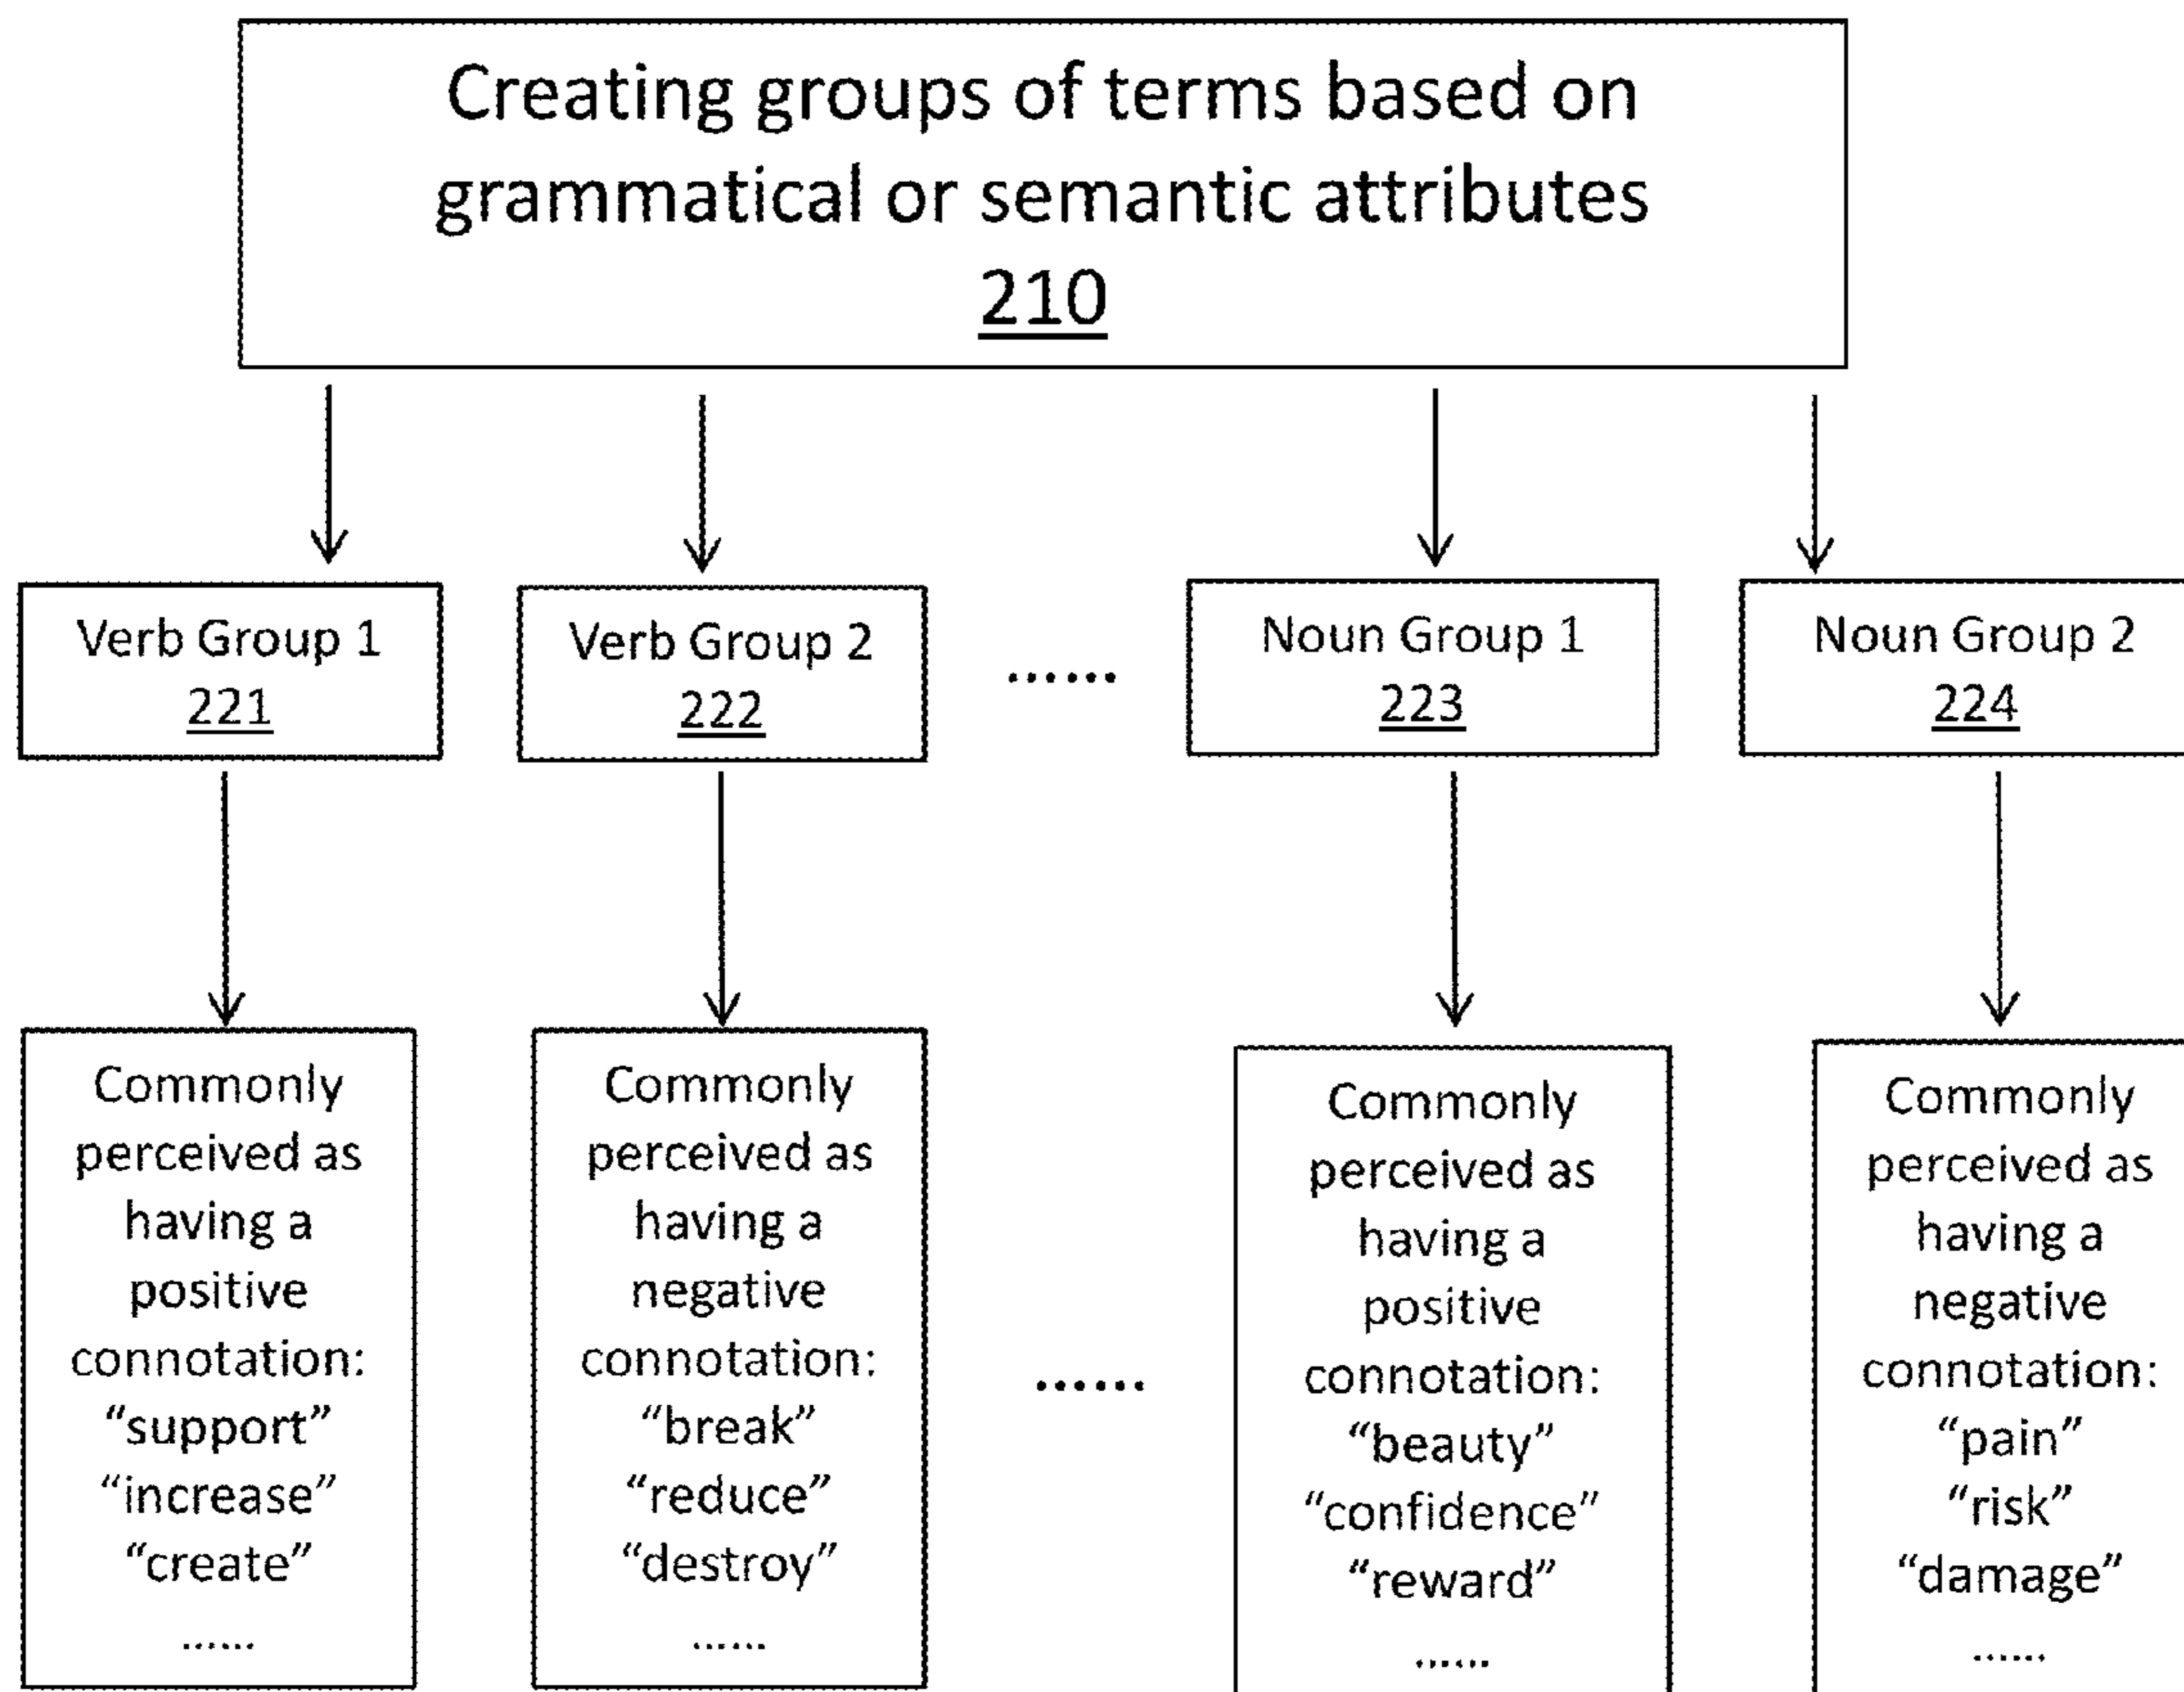 Creating groups of terms based on
grammatical or semantic attributes
210
Verb Group 1
221
Verb Group 2
222
......
Noun Group 1
223
Noun Group 2
224
Commonly
perceived as
having a
positive
connotation:
“support”
“increase”
“create”
......
Commonly
perceived as
having a
negative
connotation:
“break”
“reduce”
“destroy”
......
......
Commonly
perceived as
having a
positive
connotation:
“beauty”
“confidence”
“reward”
......
Commonly
perceived as
having a
negative
connotation:
“pain”
“risk”
“damage”
......